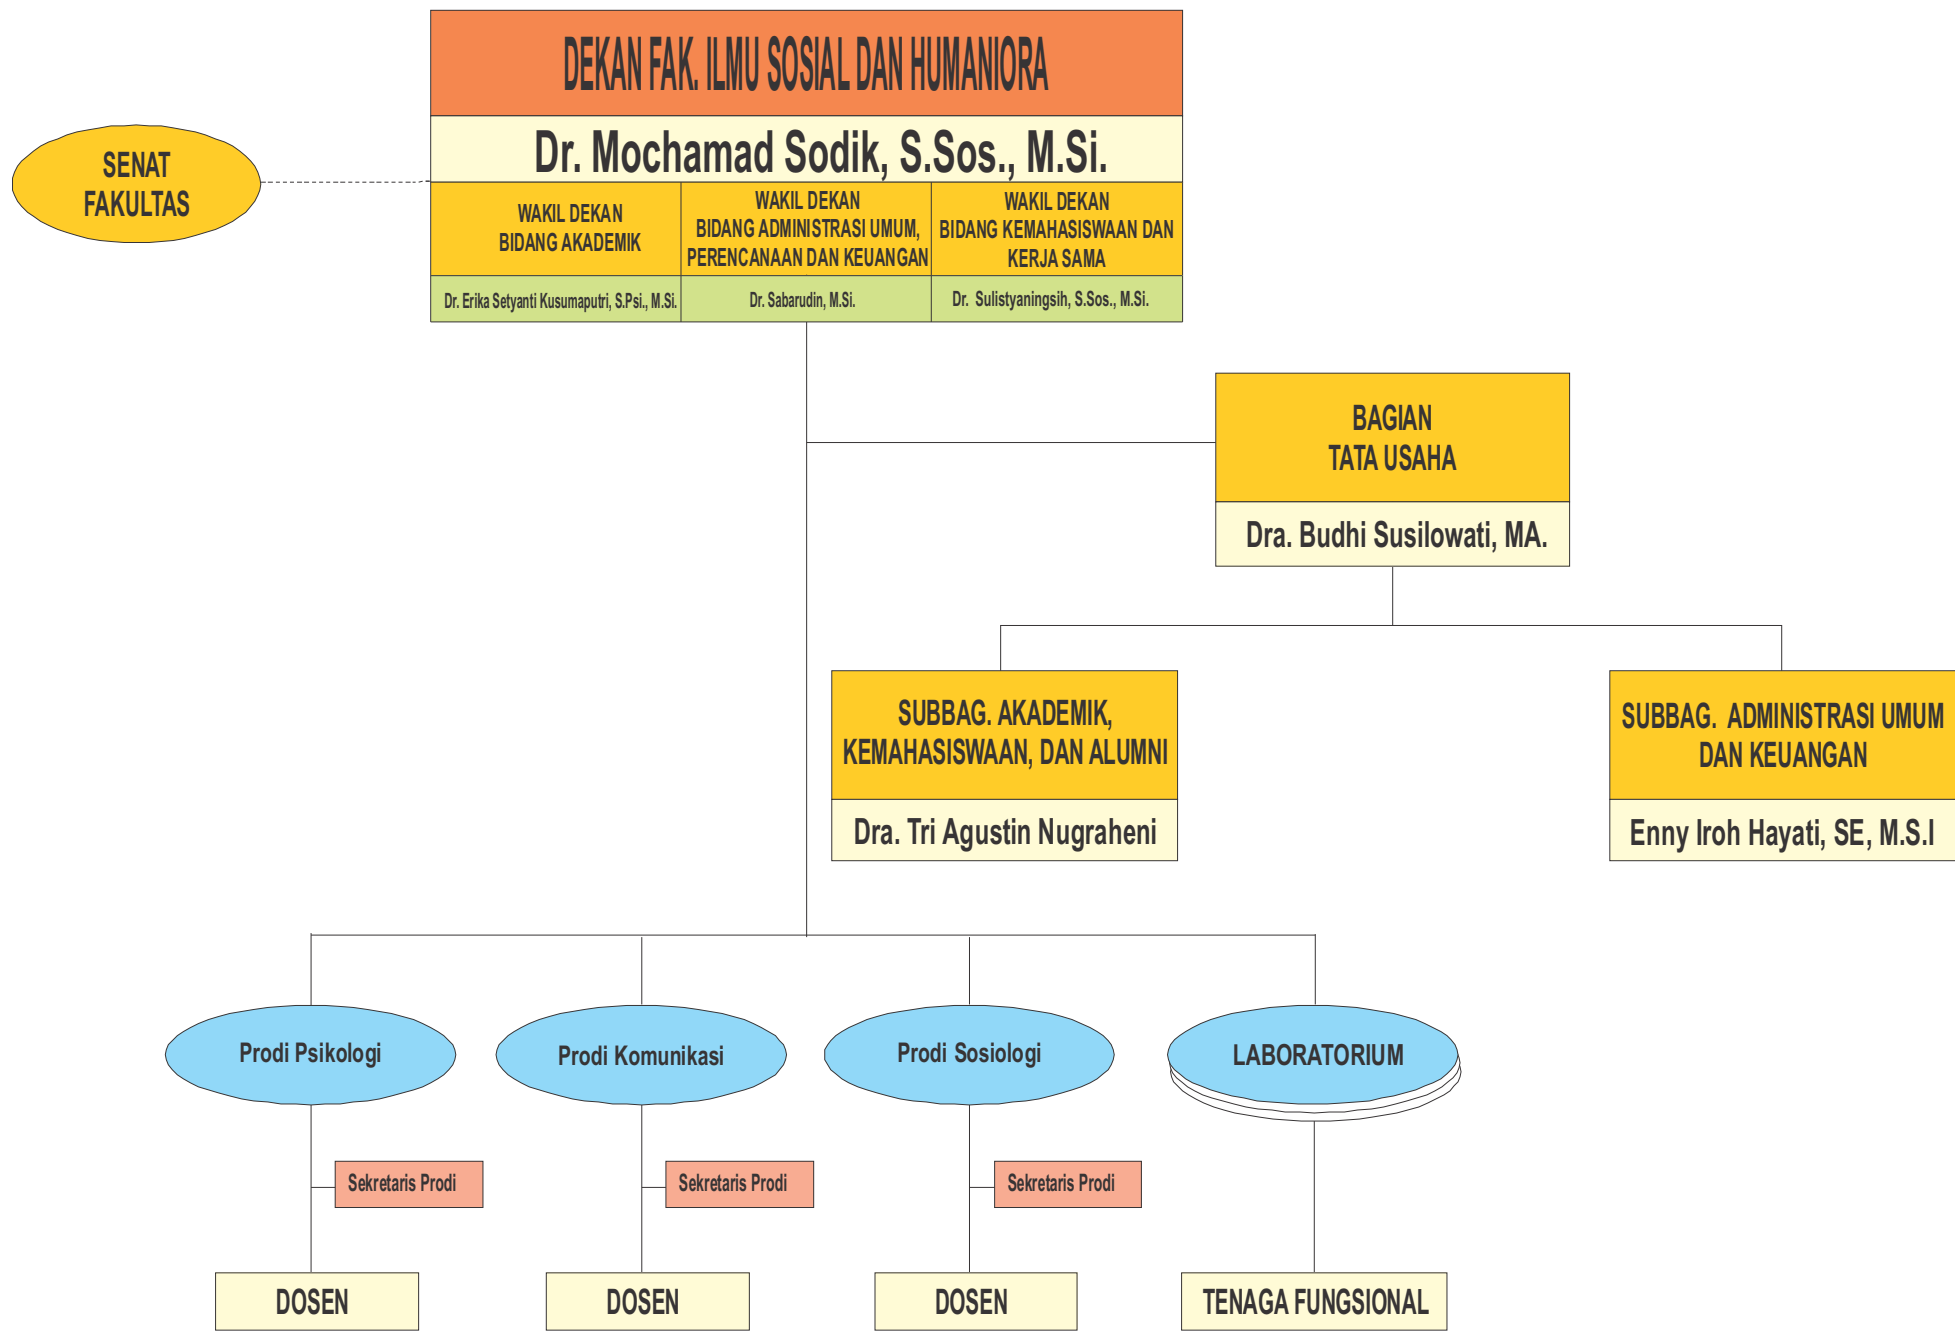 DEKAN FAK. ILMU SOSIAL DAN HUMANIORA
Dr. Mochamad Sodik, S.Sos., M.Si.
SENAT
FAKULTAS
WAKIL DEKAN
BIDANG AKADEMIK
WAKIL DEKAN
BIDANG ADMINISTRASI UMUM,
PERENCANAAN DAN KEUANGAN
WAKIL DEKAN
BIDANG KEMAHASISWAAN DAN
KERJA SAMA
Dr. Erika Setyanti Kusumaputri, S.Psi., M.Si.
Dr. Sabarudin, M.Si.
Dr. Sulistyaningsih, S.Sos., M.Si.
BAGIAN
TATA USAHA
Dra. Budhi Susilowati, MA.
SUBBAG. AKADEMIK,
KEMAHASISWAAN, DAN ALUMNI
Dra. Tri Agustin Nugraheni
SUBBAG. ADMINISTRASI UMUM
DAN KEUANGAN
Enny Iroh Hayati, SE, M.S.I
Prodi Psikologi
Prodi Komunikasi
Prodi Sosiologi
LABORATORIUM
Sekretaris Prodi
Sekretaris Prodi
Sekretaris Prodi
DOSEN
DOSEN
DOSEN
TENAGA FUNGSIONAL